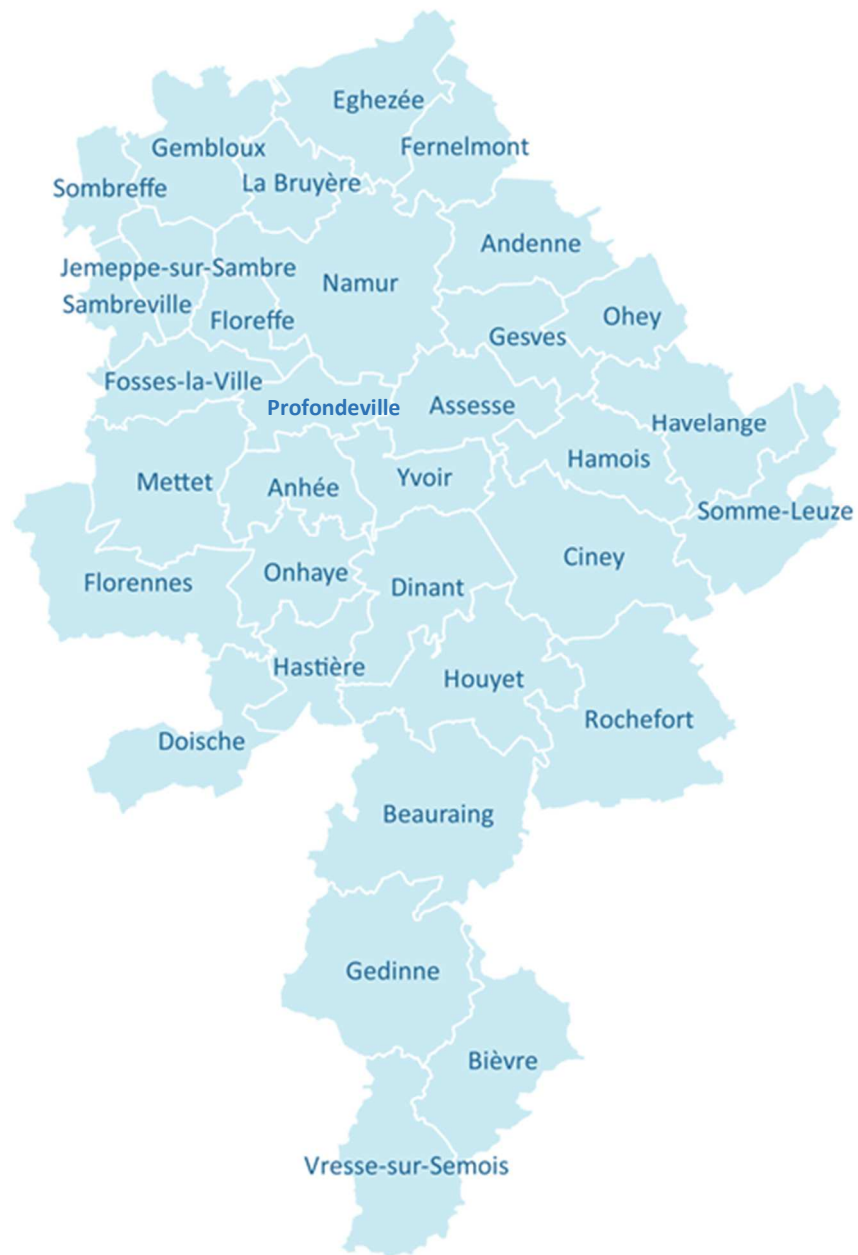 Eghezée
Gembloux
Fernelmont
La Bruyère
Sombreffe
Andenne
Jemeppe-sur-Sambre
Namur
Sambreville
Floreffe
Ohey
Gesves
Fosses-la-Ville
Profondeville
Assesse
Havelange
Hamois
Mettet
Anhée
Yvoir
Somme-Leuze
Ciney
Florennes
Onhaye
Dinant
Hastière
Houyet
Rochefort
Doische
Beauraing
Gedinne
Bièvre
Vresse-sur-Semois